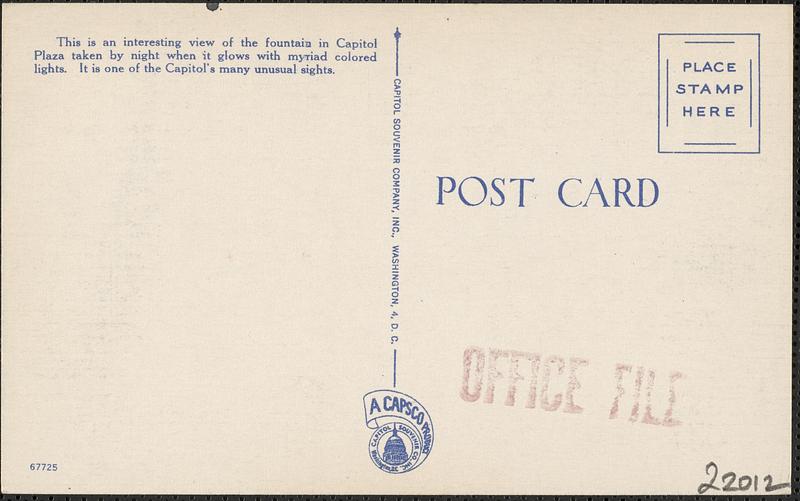 This is an interesting view of the fountain in Capitol
Plaza taken by night when it glows with myriad colored
lights. It is one of the Capitol's many unusual sights.
CAPITOL SOUVENIR COMPANY, INC., WASHINGTON, 4, D. C.
PLACE
STAMP
HERE
POST CARD
OFFICE FILE
A CAPSCO PRODUCT
CAPITOL SOUVENIR CO. INC.
Washington
67725
22012